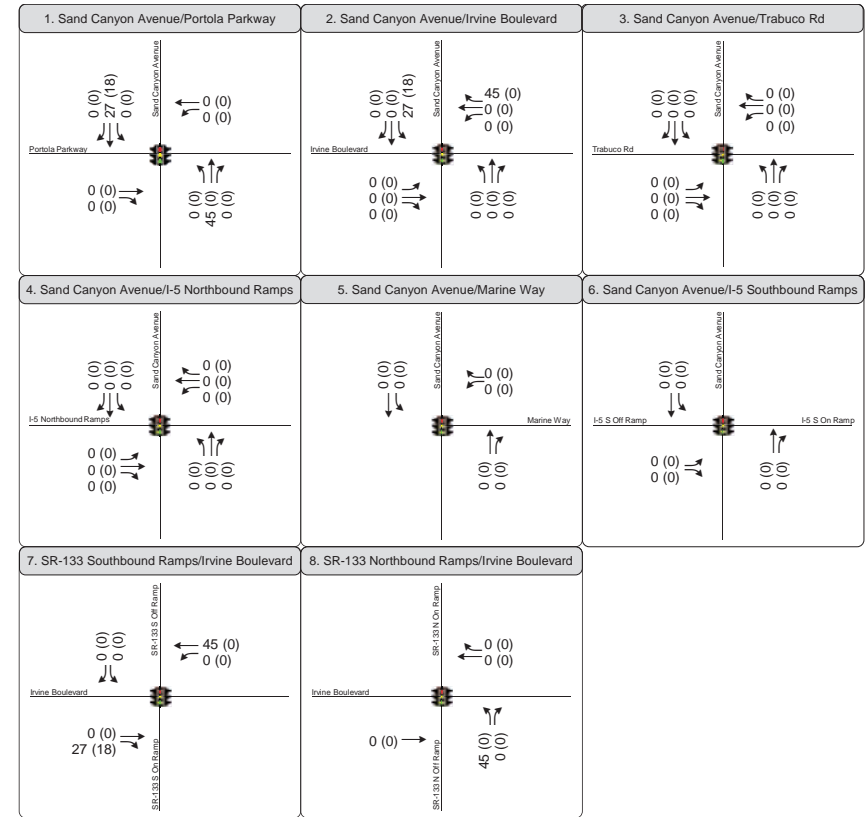 1. Sand Canyon Avenue/Portola Parkway
Sand Canyon Avenue
0 (0)
27 (18)
0 (0)
0 (0)
0 (0)
Portola Parkway
0 (0)
0 (0)
0 (0)
45 (0)
0 (0)
2. Sand Canyon Avenue/Irvine Boulevard
Sand Canyon Avenue
0 (0)
0 (0)
27 (18)
45 (0)
0 (0)
0 (0)
Irvine Boulevard
0 (0)
0 (0)
0 (0)
0 (0)
0 (0)
0 (0)
3. Sand Canyon Avenue/Trabuco Rd
Sand Canyon Avenue
0 (0)
0 (0)
0 (0)
0 (0)
0 (0)
0 (0)
Trabuco Rd
0 (0)
0 (0)
0 (0)
0 (0)
0 (0)
0 (0)
4. Sand Canyon Avenue/I-5 Northbound Ramps
Sand Canyon Avenue
0 (0)
0 (0)
0 (0)
0 (0)
0 (0)
0 (0)
I-5 Northbound Ramps
0 (0)
0 (0)
0 (0)
0 (0)
0 (0)
0 (0)
5. Sand Canyon Avenue/Marine Way
Sand Canyon Avenue
0 (0)
0 (0)
0 (0)
0 (0)
Marine Way
0 (0)
0 (0)
6. Sand Canyon Avenue/I-5 Southbound Ramps
Sand Canyon Avenue
0 (0)
0 (0)
I-5 S Off Ramp
I-5 S On Ramp
0 (0)
0 (0)
0 (0)
0 (0)
7. SR-133 Southbound Ramps/Irvine Boulevard
SR-133 S Off Ramp
0 (0)
0 (0)
45 (0)
0 (0)
Irvine Boulevard
0 (0)
27 (18)
SR-133 S On Ramp
8. SR-133 Northbound Ramps/Irvine Boulevard
SR-133 N On Ramp
0 (0)
0 (0)
Irvine Boulevard
0 (0)
SR-133 N Off Ramp
45 (0)
0 (0)